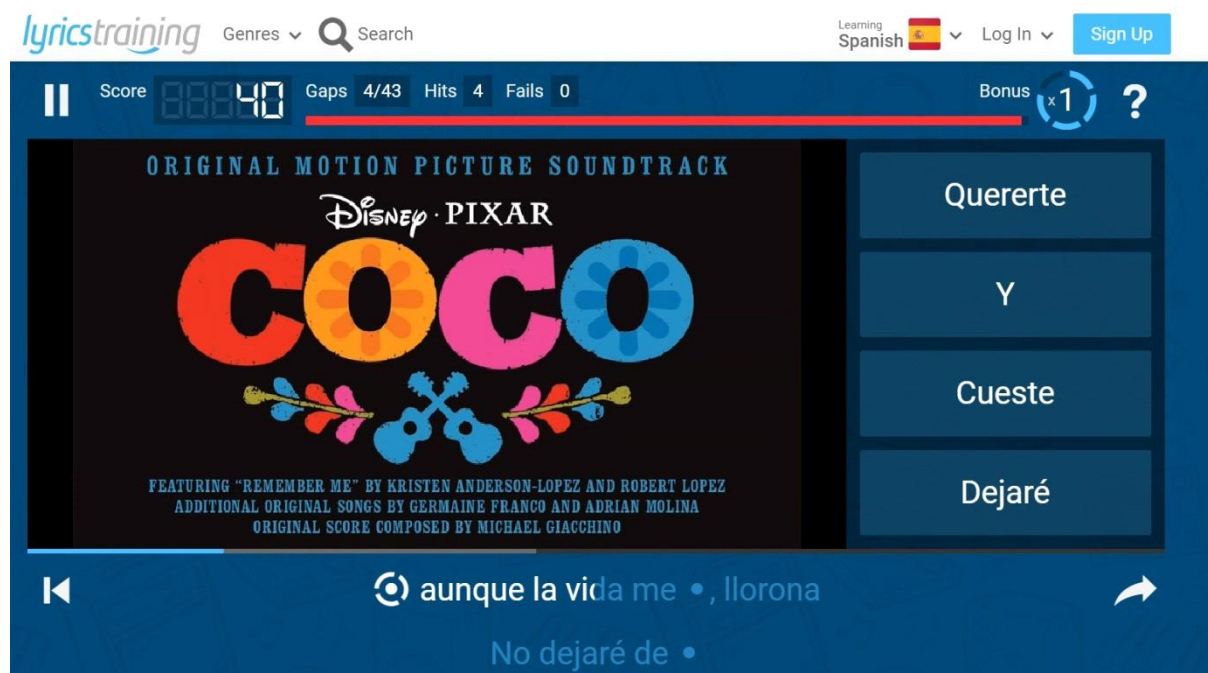 lyricstraining Genres Search Learning Spanish Log In Sign Up
Score 40 Gaps 4/43 Hits 4 Fails 0 Bonus x1 ?
ORIGINAL MOTION PICTURE SOUNDTRACK
DISNEY · PIXAR
COCO
FEATURING “REMEMBER ME” BY KRISTEN ANDERSON-LOPEZ AND ROBERT LOPEZ
ADDITIONAL ORIGINAL SONGS BY GERMAINE FRANCO AND ADRIAN MOLINA
ORIGINAL SCORE COMPOSED BY MICHAEL GIACCHINO
Quererte
Y
Cueste
Dejaré
aunque la vida me •, llorona
No dejaré de •